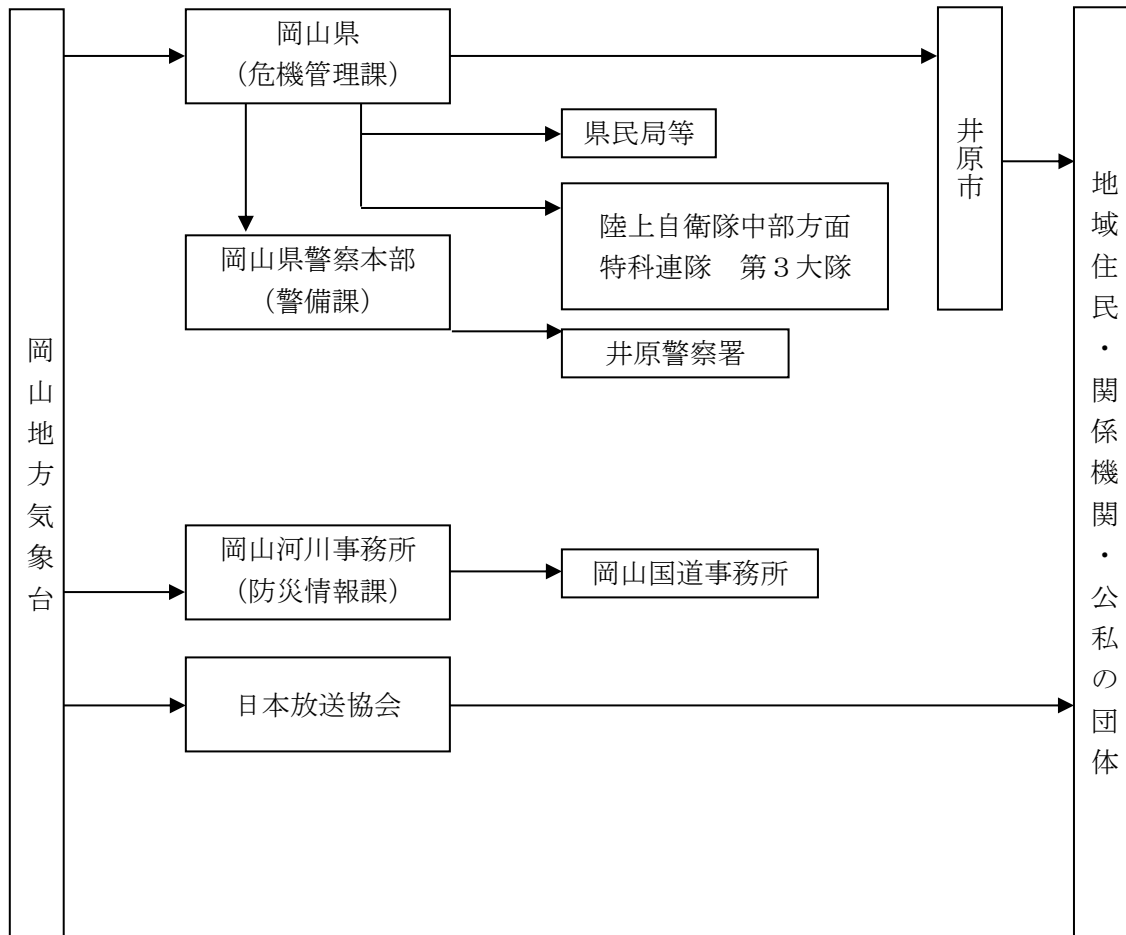 岡山地方気象台
岡山県
（危機管理課）
県民局等
陸上自衛隊中部方面
特科連隊　第３大隊
岡山県警察本部
（警備課）
井原警察署
井原市
岡山河川事務所
（防災情報課）
岡山国道事務所
日本放送協会
地域住民・関係機関・公私の団体